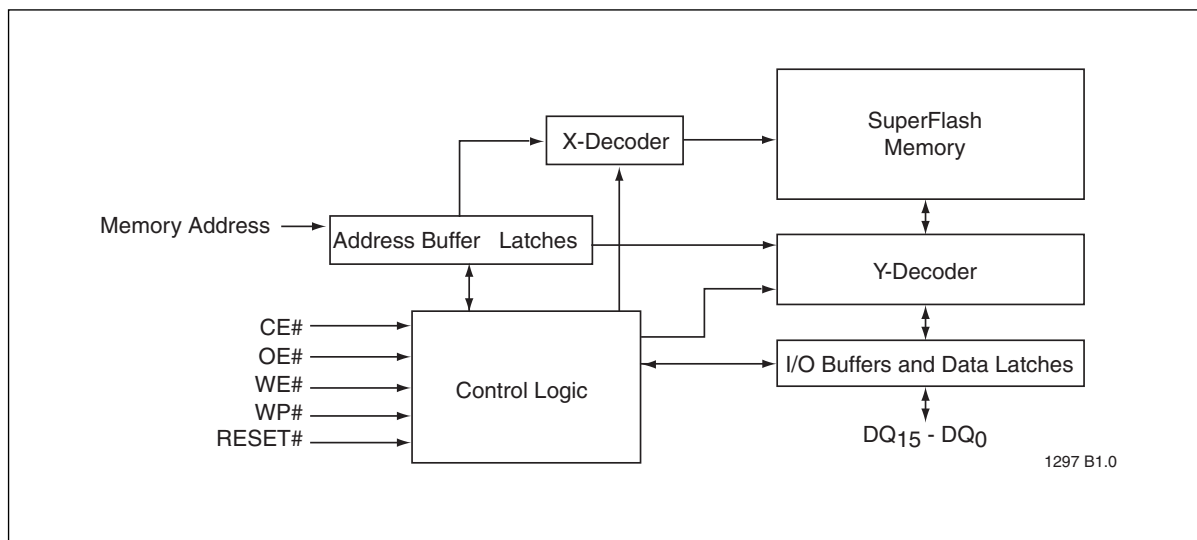 SuperFlash
Memory
X-Decoder
Memory Address
Address Buffer Latches
Y-Decoder
CE#
OE#
WE#
WP#
RESET#
Control Logic
I/O Buffers and Data Latches
DQ15 - DQ0
1297 B1.0